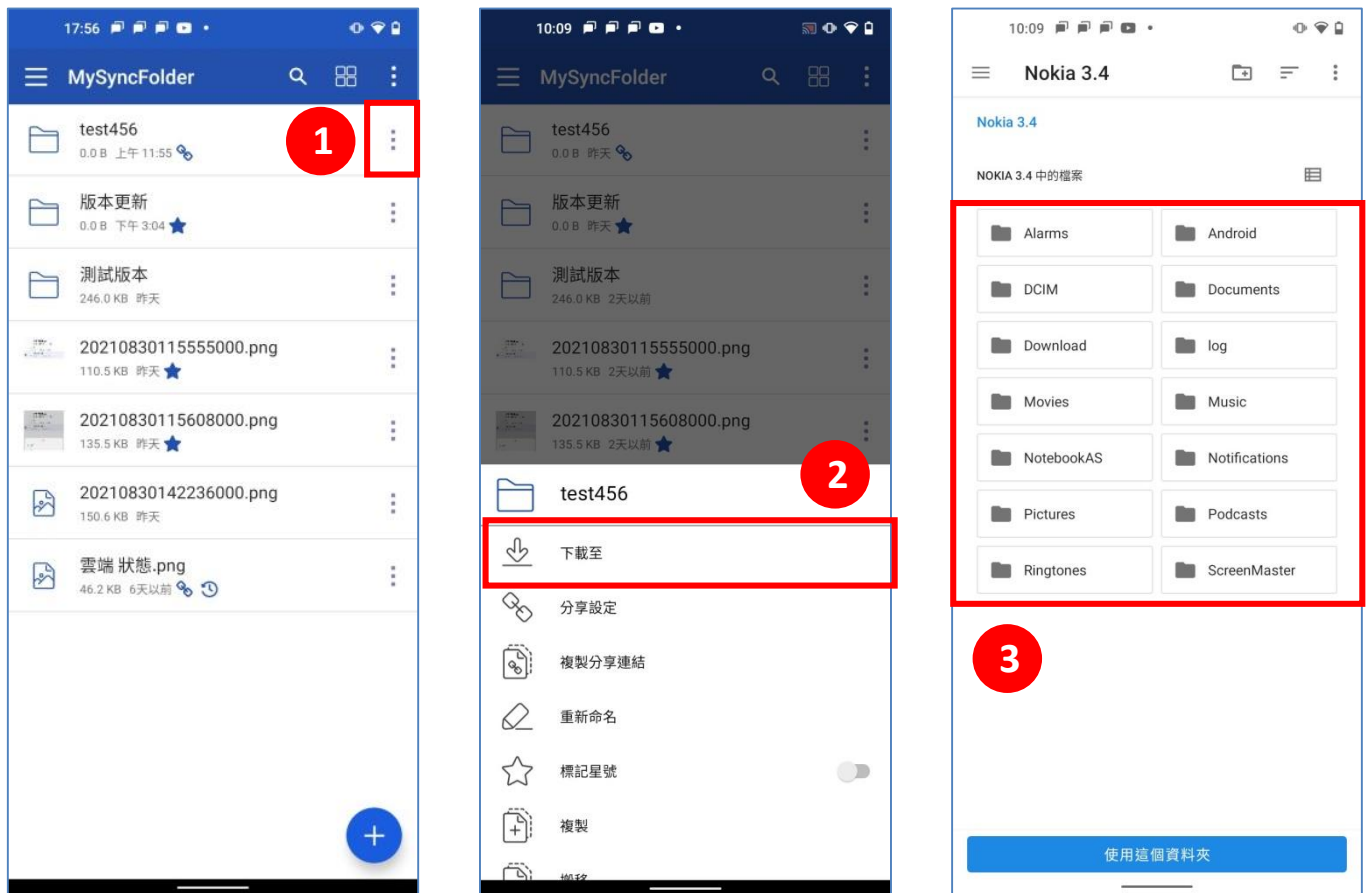 17:56
MySyncFolder
test456
0.0 B 上午 11:55
1
版本更新
0.0 B 下午 3:04
測試版本
246.0 KB 昨天
20210830115555000.png
110.5 KB 昨天
20210830115608000.png
135.5 KB 昨天
20210830142236000.png
150.6 KB 昨天
雲端 狀態.png
46.2 KB 6天以前
10:09
MySyncFolder
test456
0.0 B 昨天
版本更新
0.0 B 昨天
測試版本
246.0 KB 2天以前
20210830115555000.png
110.5 KB 2天以前
20210830115608000.png
135.5 KB 2天以前
2
test456
下載至
分享設定
複製分享連結
重新命名
標記星號
複製
搬移
10:09
Nokia 3.4
Nokia 3.4
NOKIA 3.4 中的檔案
Alarms
Android
DCIM
Documents
Download
log
Movies
Music
NotebookAS
Notifications
Pictures
Podcasts
Ringtones
ScreenMaster
3
使用這個資料夾